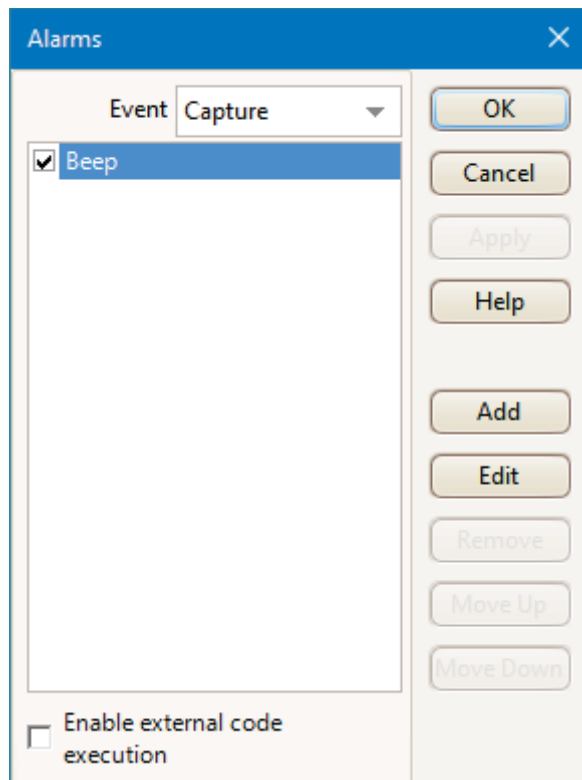 Alarms
Event Capture
Beep
Enable external code
execution
OK
Cancel
Apply
Help
Add
Edit
Remove
Move Up
Move Down